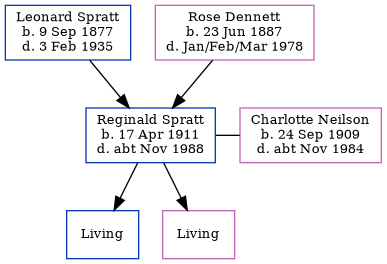 Leonard Spratt
b. 9 Sep 1877
d. 3 Feb 1935
Rose Dennett
b. 23 Jun 1887
d. Jan/Feb/Mar 1978
Reginald Spratt
b. 17 Apr 1911
d. abt Nov 1988
Charlotte Neilson
b. 24 Sep 1909
d. abt Nov 1984
Living
Living